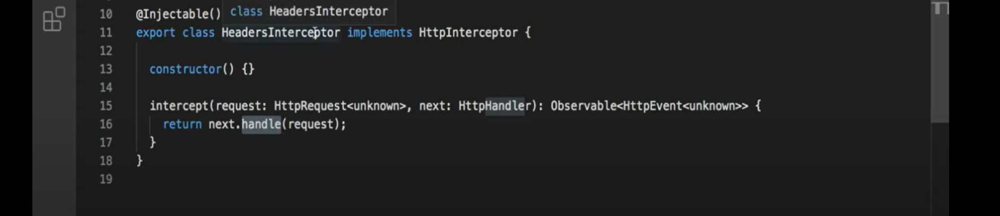 class HeadersInterceptor
10 @Injectable()
11 export class HeadersInterceptor implements HttpInterceptor {
12
13 constructor() {}
14
15 intercept(request: HttpRequest<unknown>, next: HttpHandler): Observable<HttpEvent<unknown>> {
16 return next.handle(request);
17 }
18 }
19